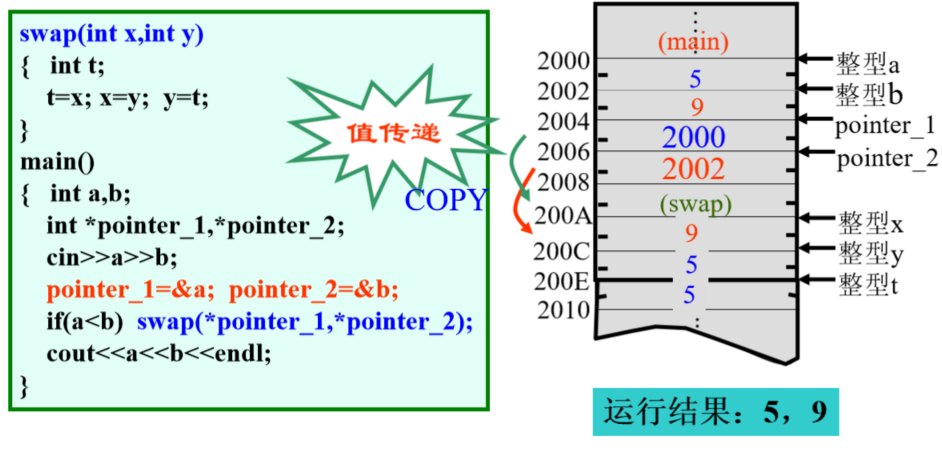 swap(int x,int y)
{ int t;
t=x; x=y; y=t;
}
main()
{ int a,b;
int *pointer_1,*pointer_2;
cin>>a>>b;
pointer_1=&a; pointer_2=&b;
if(a<b) swap(*pointer_1,*pointer_2);
cout<<a<<b<<endl;
}
值传递
COPY
(main)
2000 整型a
5
2002 整型b
9
2004 pointer_1
2000
2006 pointer_2
2002
2008
(swap)
200A 整型x
9
200C 整型y
5
200E 整型t
5
2010
运行结果：5，9